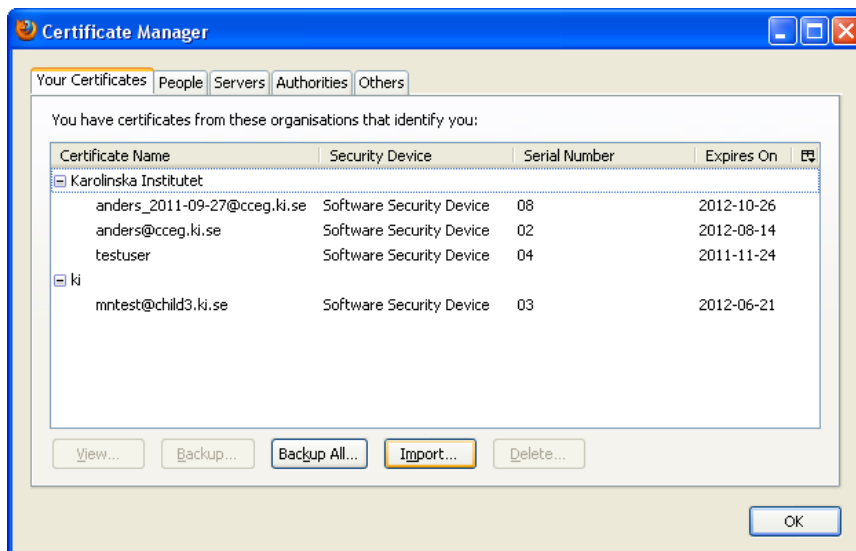 Certificate Manager
Your Certificates People Servers Authorities Others
You have certificates from these organisations that identify you:
Certificate Name Security Device Serial Number Expires On
Karolinska Institutet
anders_2011-09-27@cceg.ki.se Software Security Device 08 2012-10-26
anders@cceg.ki.se Software Security Device 02 2012-08-14
testuser Software Security Device 04 2011-11-24
ki
mntest@child3.ki.se Software Security Device 03 2012-06-21
View... Backup... Backup All... Import... Delete...
OK